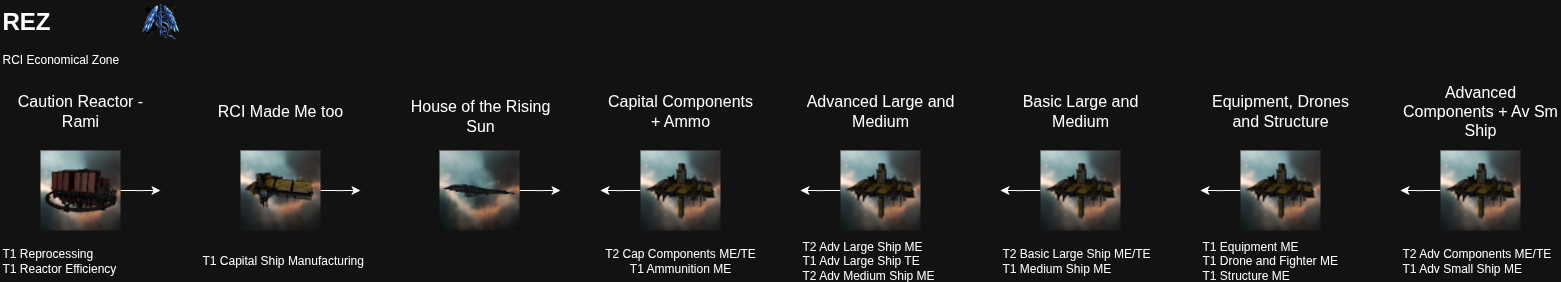 REZ
RCI Economical Zone
Caution Reactor -
Rami
RCI Made Me too
House of the Rising
Sun
Capital Components
+ Ammo
Advanced Large and
Medium
Basic Large and
Medium
Equipment, Drones
and Structure
Advanced
Components + Av Sm
Ship
T1 Reprocessing
T1 Reactor Efficiency
T1 Capital Ship Manufacturing
T2 Cap Components ME/TE
T1 Ammunition ME
T2 Adv Large Ship ME
T1 Adv Large Ship TE
T2 Adv Medium Ship ME
T2 Basic Large Ship ME/TE
T1 Medium Ship ME
T1 Equipment ME
T1 Drone and Fighter ME
T1 Structure ME
T2 Adv Components ME/TE
T1 Adv Small Ship ME